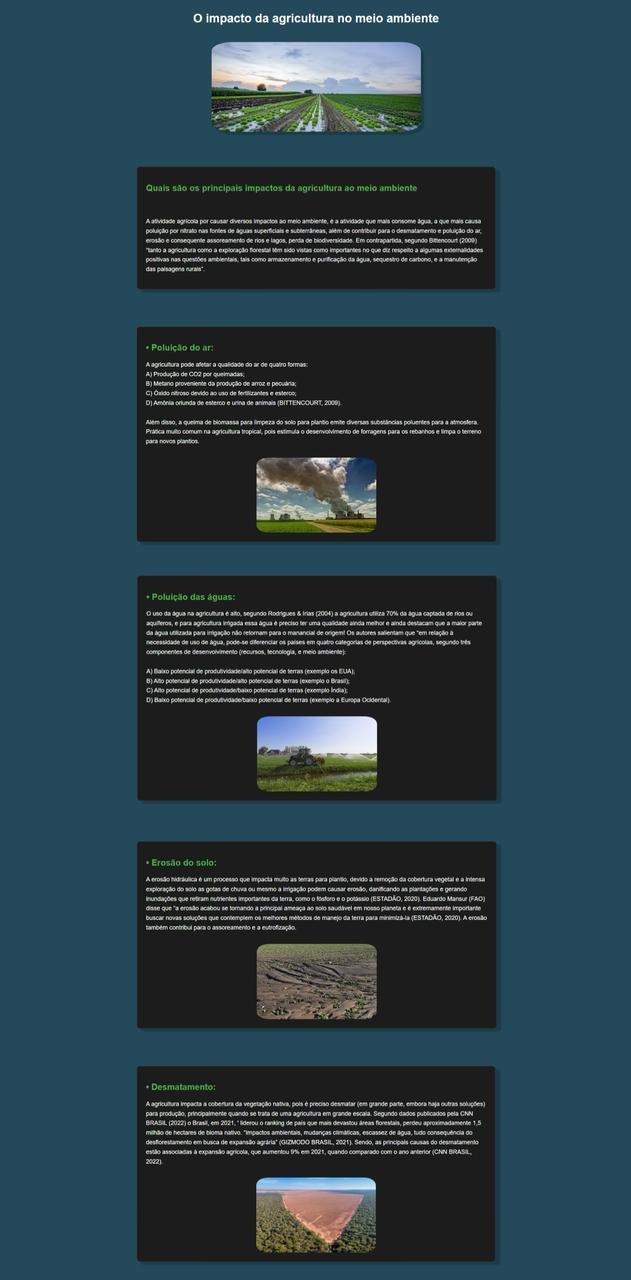 O impacto da agricultura no meio ambiente
Quais são os principais impactos da agricultura ao meio ambiente
A atividade agrícola por causar diversos impactos ao meio ambiente, é a atividade que mais consome água, a que mais causa
poluição por nitrato nas fontes de águas superficiais e subterrâneas, além de contribuir para o desmatamento e poluição do ar,
erosão e consequente assoreamento de rios e lagos, perda de biodiversidade. Em contrapartida, segundo Bittencourt (2009)
"tanto a agricultura como a exploração florestal têm sido vistas como importantes no que diz respeito a algumas externalidades
positivas nas questões ambientais, tais como armazenamento e purificação da água, sequestro de carbono, e a manutenção
das paisagens rurais".
• Poluição do ar:
A agricultura pode afetar a qualidade do ar de quatro formas:
A) Produção de CO2 por queimadas;
B) Metano proveniente da produção de arroz e pecuária;
C) Óxido nitroso devido ao uso de fertilizantes e esterco;
D) Amônia oriunda de esterco e urina de animais (BITTENCOURT, 2009).
Além disso, a queima de biomassa para limpeza do solo para plantio emite diversas substâncias poluentes para a atmosfera.
Prática muito comum na agricultura tropical, pois estimula o desenvolvimento de forragens para os rebanhos e limpa o terreno
para novos plantios.
• Poluição das águas:
O uso da água na agricultura é alto, segundo Rodrigues & Irias (2004) a agricultura utiliza 70% da água captada de rios ou
aquíferos, e para agricultura irrigada essa água é preciso ter uma qualidade ainda melhor e ainda destacam que a maior parte
da água utilizada para irrigação não retornam para o manancial de origem! Os autores salientam que "em relação à
necessidade de uso de água, pode-se diferenciar os países em quatro categorias de perspectivas agrícolas, segundo três
componentes de desenvolvimento (recursos, tecnologia, e meio ambiente):
A) Baixo potencial de produtividade/alto potencial de terras (exemplo os EUA);
B) Alto potencial de produtividade/alto potencial de terras (exemplo o Brasil);
C) Alto potencial de produtividade/baixo potencial de terras (exemplo Índia);
D) Baixo potencial de produtividade/baixo potencial de terras (exemplo a Europa Ocidental).
• Erosão do solo:
A erosão hidráulica é um processo que impacta muito as terras para plantio, devido a remoção da cobertura vegetal e a intensa
exploração do solo as gotas de chuva ou mesmo a irrigação podem causar erosão, danificando as plantações e gerando
inundações que retiram nutrientes importantes da terra, como o fósforo e o potássio (ESTADÃO, 2020). Eduardo Mansur (FAO)
disse que "a erosão acabou se tornando a principal ameaça ao solo saudável em nosso planeta e é extremamente importante
buscar novas soluções que contemplem os melhores métodos de manejo da terra para minimizá-la (ESTADÃO, 2020). A erosão
também contribui para o assoreamento e a eutrofização.
• Desmatamento:
A agricultura impacta a cobertura da vegetação nativa, pois é preciso desmatar (em grande parte, embora haja outras soluções)
para produção, principalmente quando se trata de uma agricultura em grande escala. Segundo dados publicados pela CNN
BRASIL (2022) o Brasil, em 2021, " liderou o ranking de país que mais devastou áreas florestais, perdeu aproximadamente 1,5
milhão de hectares de bioma nativo. "Impactos ambientais, mudanças climáticas, escassez de água, tudo consequência do
desflorestamento em busca de expansão agrária" (GIZMODO BRASIL, 2021). Sendo, as principais causas do desmatamento
estão associadas à expansão agrícola, que aumentou 9% em 2021, quando comparado com o ano anterior (CNN BRASIL,
2022).